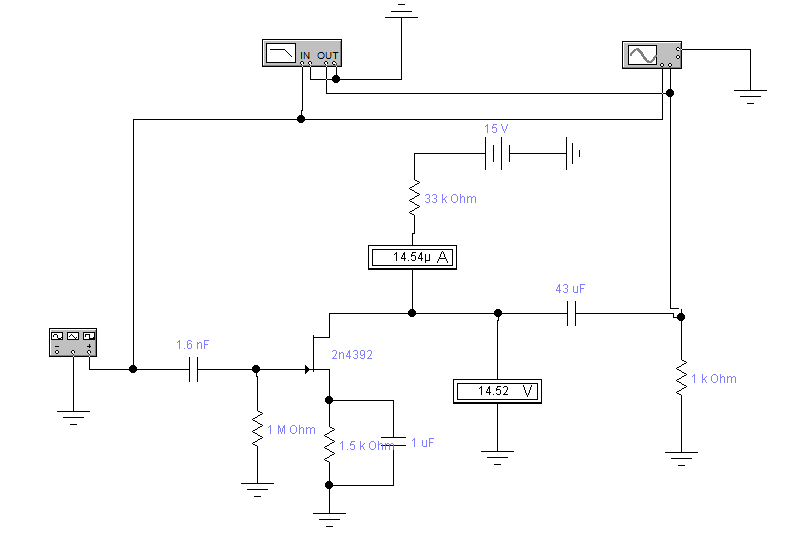 IN OUT
15 V
33 k Ohm
14.54µ A
43 uF
1.6 nF
2n4392
1 k Ohm
14.52 V
1 M Ohm
1.5 k Ohm
1 uF